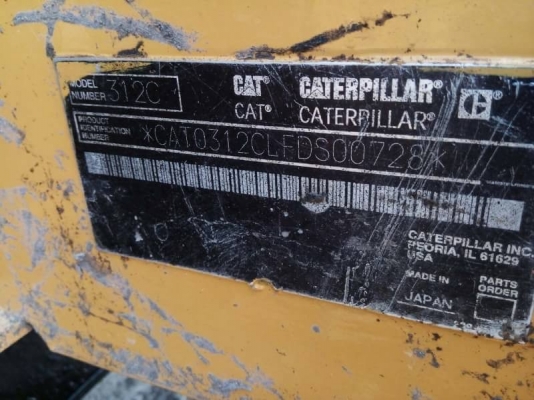 MODEL NUMBER 312C
CAT® CATERPILLAR®
CAT® CATERPILLAR®
PRODUCT IDENTIFICATION NUMBER *CAT0312CLFDS00728*
CATERPILLAR INC.
PEORIA, IL 61629
USA
MADE IN
JAPAN
PARTS ORDER